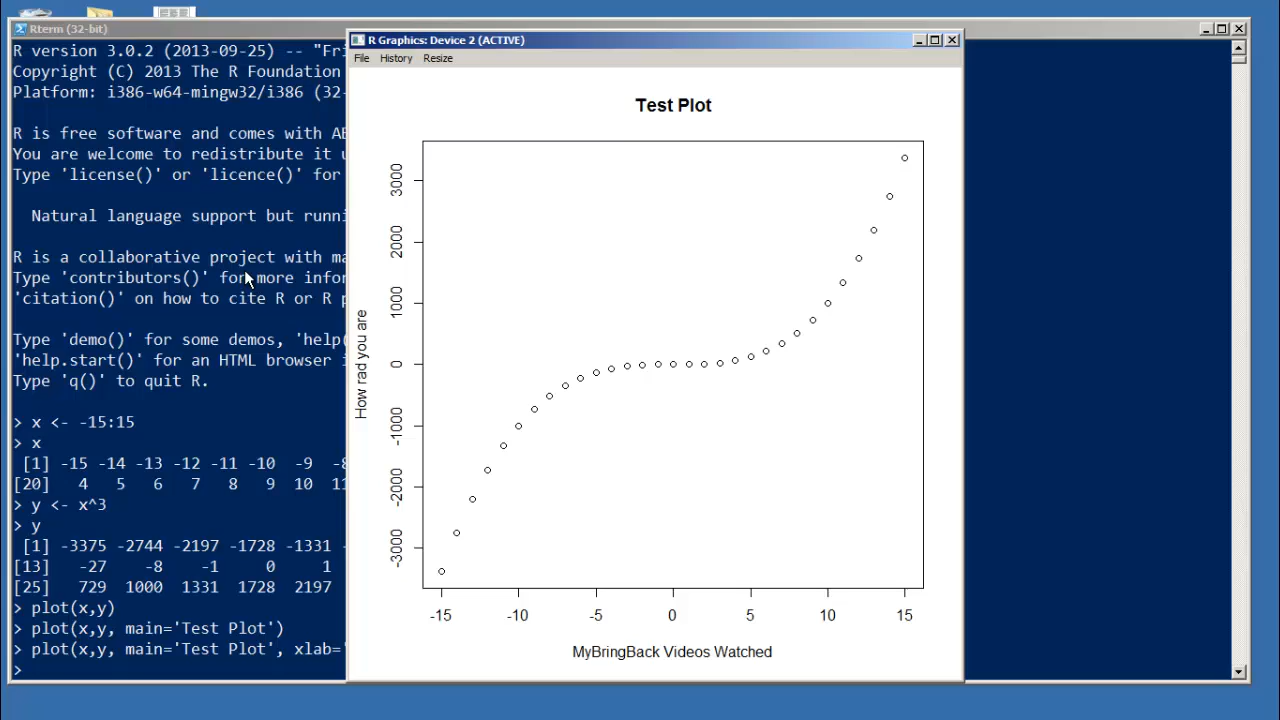 Rterm (32-bit)
R version 3.0.2 (2013-09-25) -- "Fri
Copyright (C) 2013 The R Foundation
Platform: i386-w64-mingw32/i386 (32-
R is free software and comes with AB
You are welcome to redistribute it u
Type 'license()' or 'licence()' for
Natural language support but runni
R is a collaborative project with ma
Type 'contributors()' for more infor
'citation()' on how to cite R or R p
Type 'demo()' for some demos, 'help(
'help.start()' for an HTML browser i
Type 'q()' to quit R.
> x <- -15:15
> x
[1] -15 -14 -13 -12 -11 -10 -9 -8
[20] 4 5 6 7 8 9 10 11
> y <- x^3
> y
[1] -3375 -2744 -2197 -1728 -1331 -
[13] -27 -8 -1 0 1
[25] 729 1000 1331 1728 2197
> plot(x,y)
> plot(x,y, main='Test Plot')
> plot(x,y, main='Test Plot', xlab='
>
R Graphics: Device 2 (ACTIVE)
File History Resize
Test Plot
How rad you are
3000
2000
1000
0
-1000
-2000
-3000
-15 -10 -5 0 5 10 15
MyBringBack Videos Watched